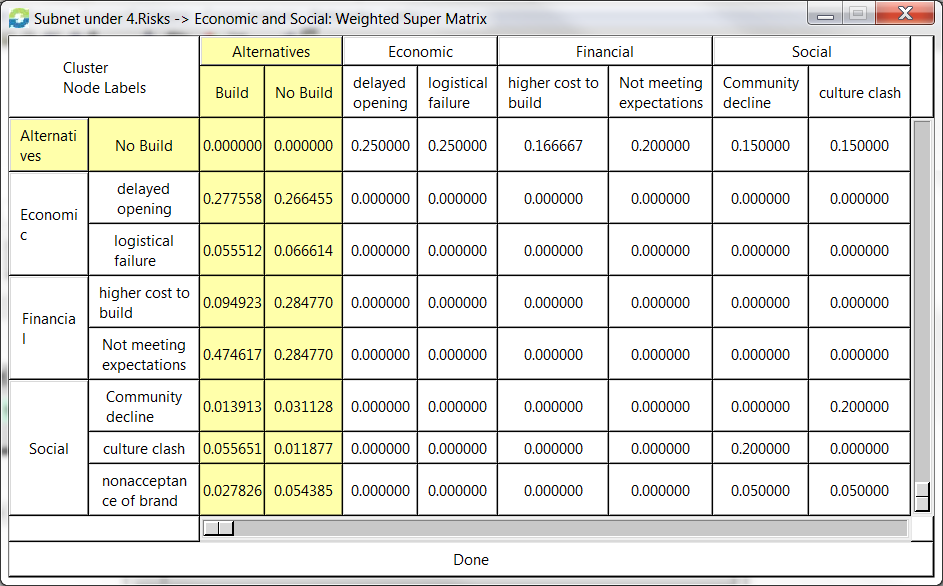 Subnet under 4.Risks -> Economic and Social: Weighted Super Matrix
Cluster
Node Labels
Alternatives Economic Financial Social
Build No Build delayed opening logistical failure higher cost to build Not meeting expectations Community decline culture clash
Alternati
ves
No Build 0.000000 0.000000 0.250000 0.250000 0.166667 0.200000 0.150000 0.150000
Economi
c
delayed
opening
0.277558 0.266455 0.000000 0.000000 0.000000 0.000000 0.000000 0.000000
logistical
failure
0.055512 0.066614 0.000000 0.000000 0.000000 0.000000 0.000000 0.000000
Financia
l
higher cost to
build
0.094923 0.284770 0.000000 0.000000 0.000000 0.000000 0.000000 0.000000
Not meeting
expectations
0.474617 0.284770 0.000000 0.000000 0.000000 0.000000 0.000000 0.000000
Social
Community
decline
0.013913 0.031128 0.000000 0.000000 0.000000 0.000000 0.000000 0.200000
culture clash 0.055651 0.011877 0.000000 0.000000 0.000000 0.000000 0.200000 0.000000
nonacceptan
ce of brand
0.027826 0.054385 0.000000 0.000000 0.000000 0.000000 0.050000 0.050000
Done